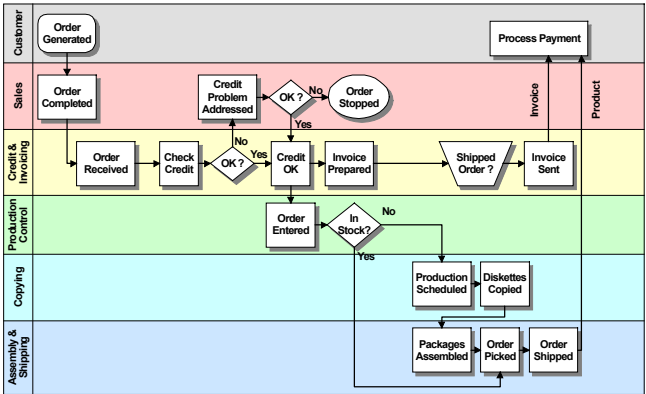 Customer
Order
Generated
Process Payment
Sales
Order
Completed
Credit
Problem
Addressed
OK ?
No
Order
Stopped
Yes
Invoice
Product
Credit &
Invoicing
Order
Received
Check
Credit
OK ?
No
Yes
Credit
OK
Invoice
Prepared
Shipped
Order ?
Invoice
Sent
Production
Control
Order
Entered
In
Stock?
No
Yes
Copying
Production
Scheduled
Diskettes
Copied
Assembly &
Shipping
Packages
Assembled
Order
Picked
Order
Shipped